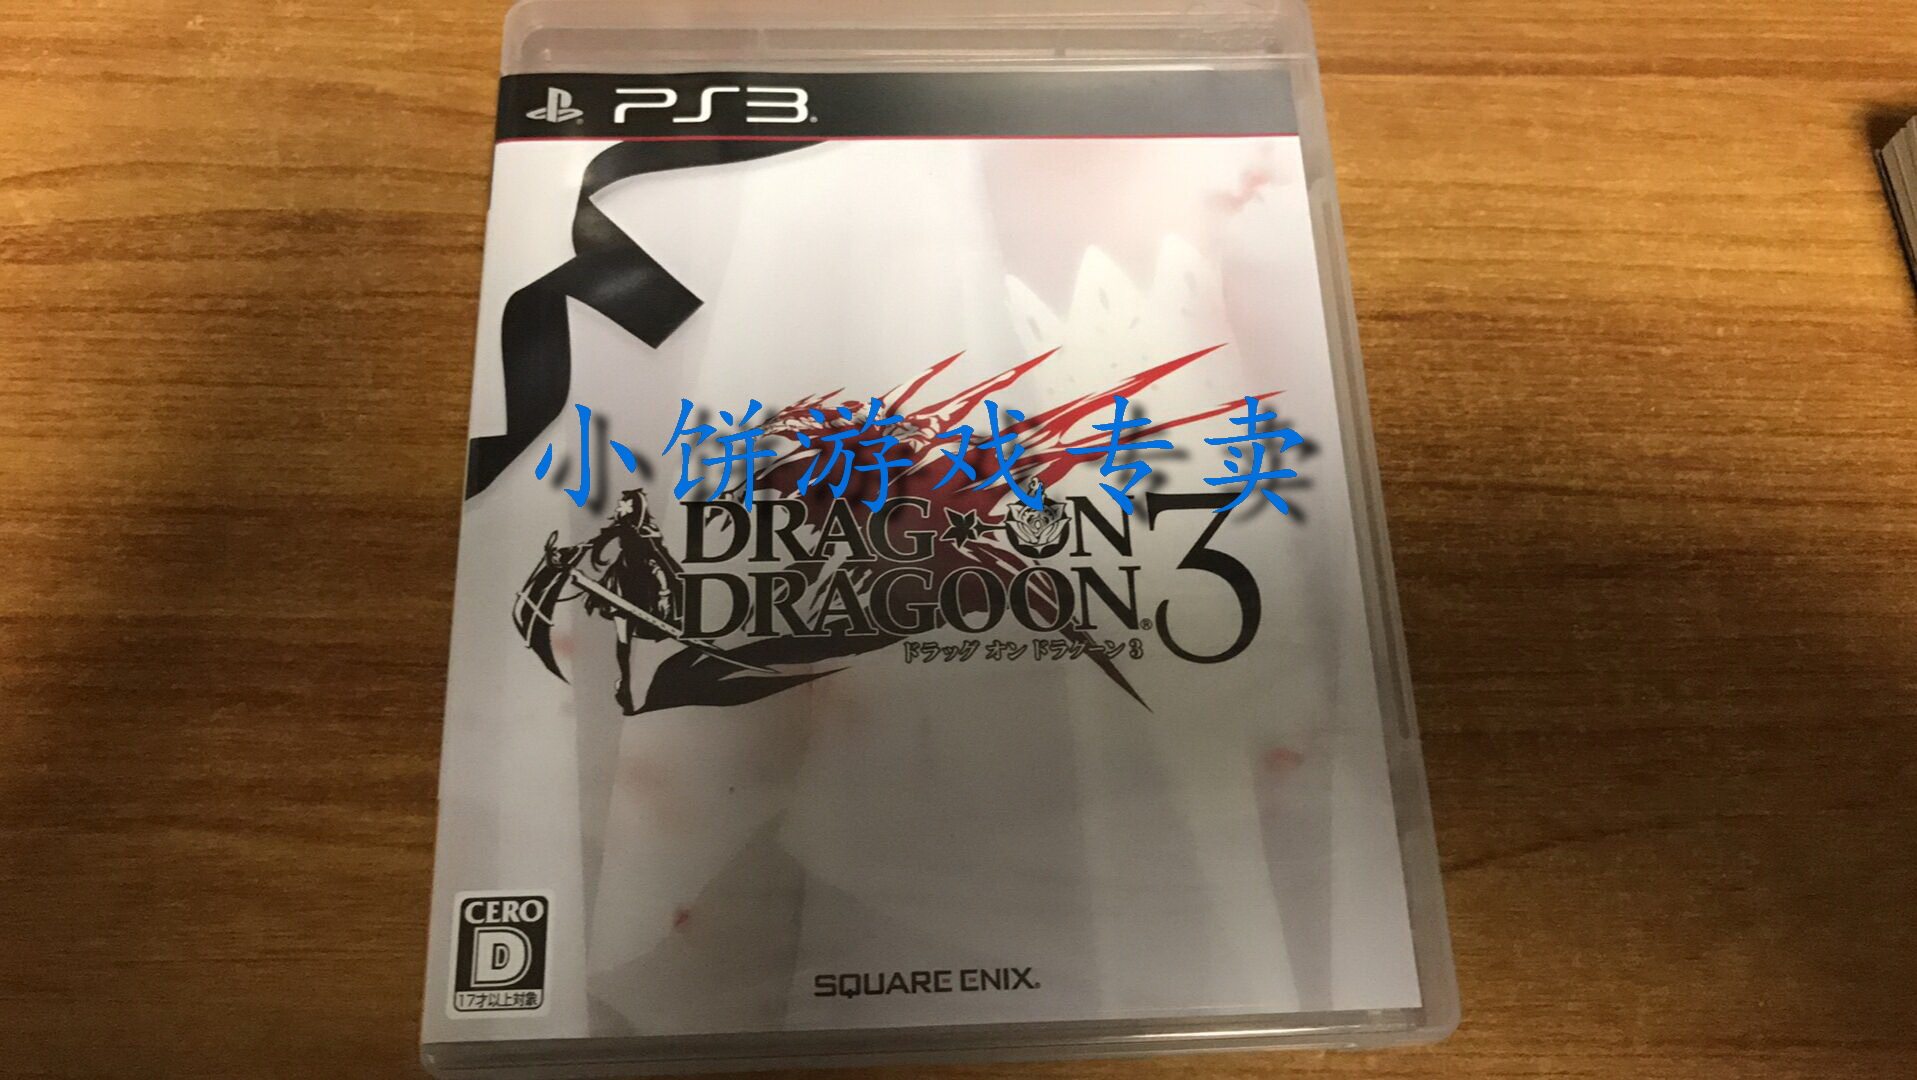 PS3
小饼游戏专卖
DRAG ON
DRAGOON 3
ドラッグ オン ドラグーン3
CERO
D
17才以上対象
SQUARE ENIX